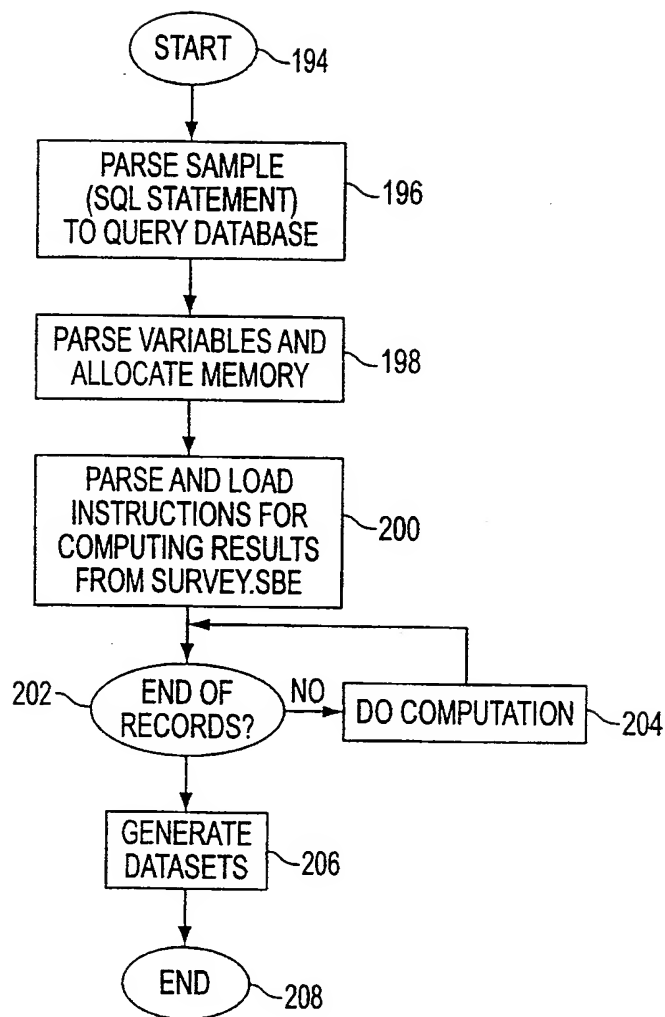 START
194
PARSE SAMPLE
(SQL STATEMENT)
TO QUERY DATABASE
196
PARSE VARIABLES AND
ALLOCATE MEMORY
198
PARSE AND LOAD
INSTRUCTIONS FOR
COMPUTING RESULTS
FROM SURVEY.SBE
200
202
END OF
RECORDS?
NO
DO COMPUTATION
204
GENERATE
DATASETS
206
END
208